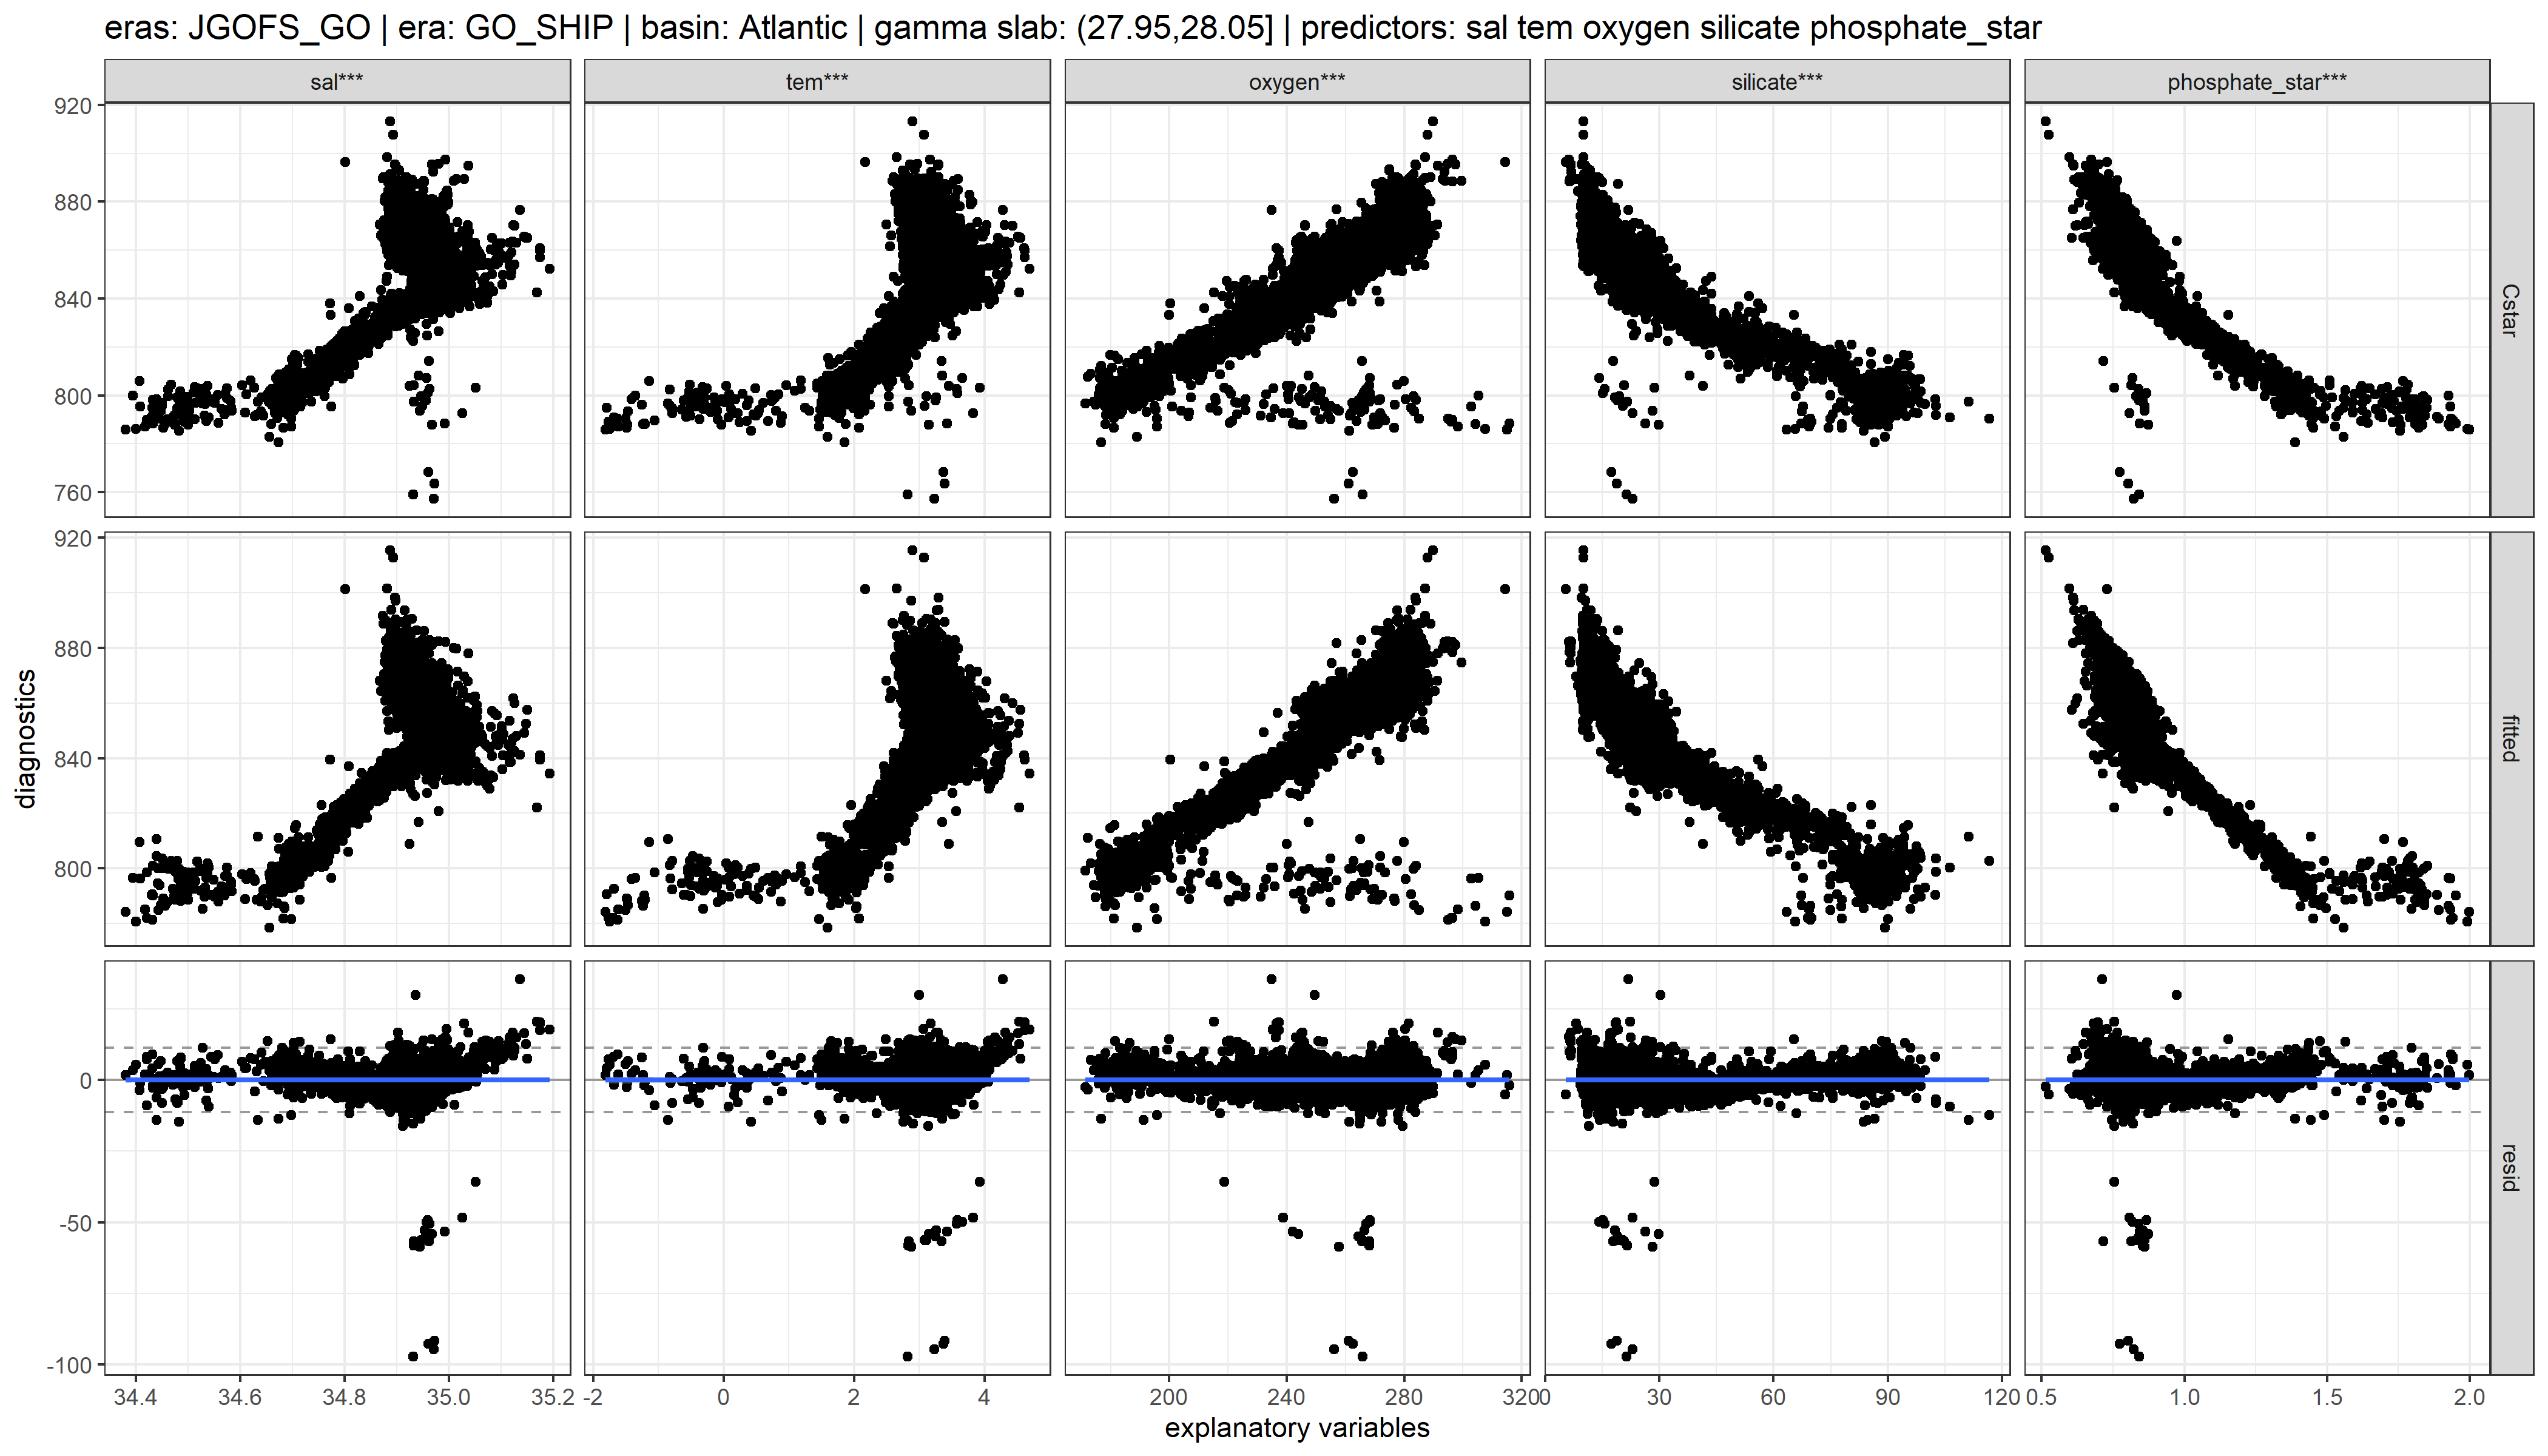 eras: JGOFS_GO | era: GO_SHIP | basin: Atlantic | gamma slab: (27.95,28.05] | predictors: sal tem oxygen silicate phosphate_star
sal*** tem*** oxygen*** silicate*** phosphate_star***
920
880
840
800
760
Cstar
920
880
840
800
fitted
diagnostics
0
-50
-100
resid
34.4 34.6 34.8 35.0 35.2 -2 0 2 4 200 240 280 320 0 30 60 90 120 0.5 1.0 1.5 2.0
explanatory variables